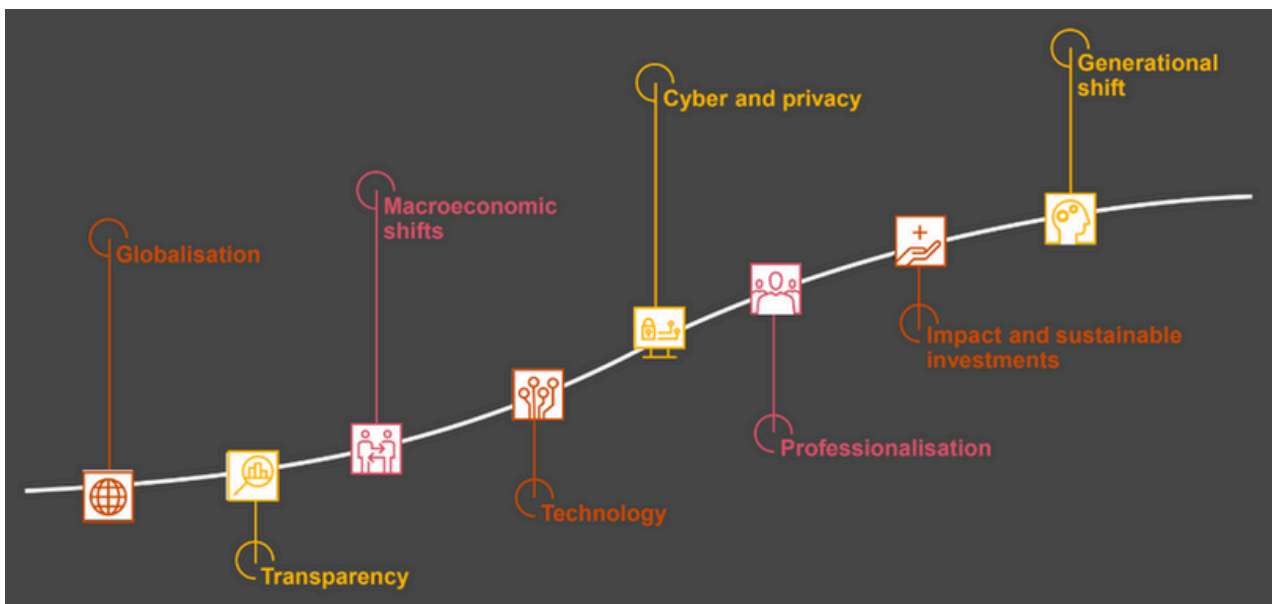 Globalisation
Transparency
Macroeconomic
shifts
Technology
Cyber and privacy
Professionalisation
Impact and sustainable
investments
Generational
shift